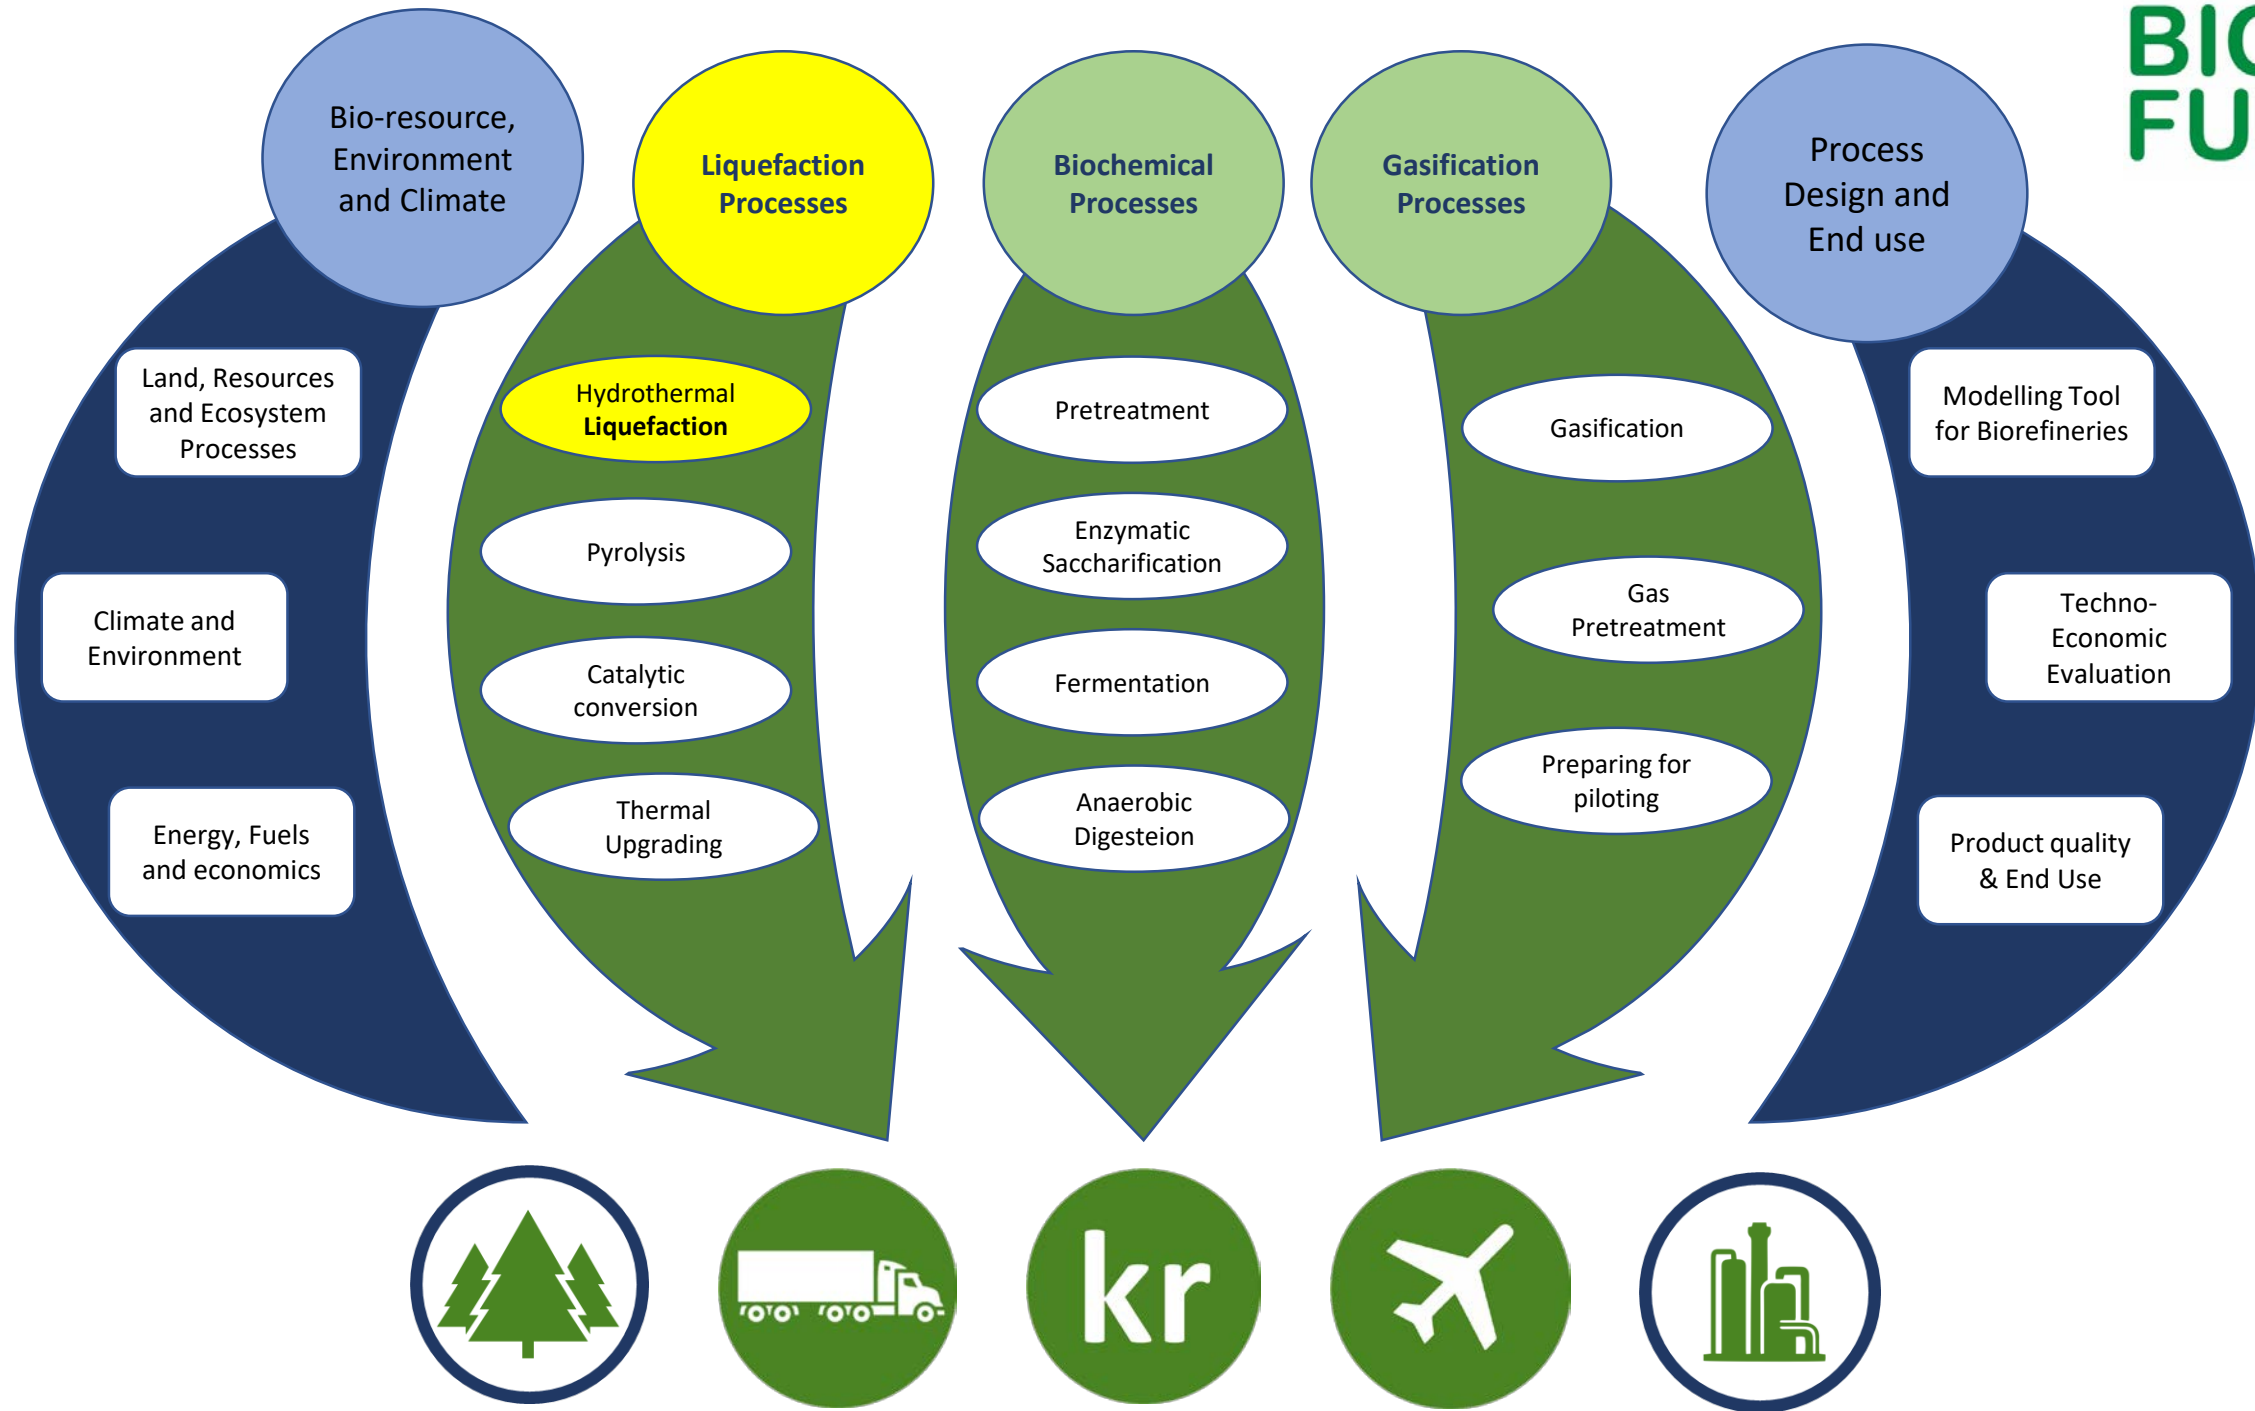 Bio-resource,
Environment
and Climate
Land, Resources
and Ecosystem
Processes
Climate and
Environment
Energy, Fuels
and economics
Liquefaction
Processes
Hydrothermal
Liquefaction
Pyrolysis
Catalytic
conversion
Thermal
Upgrading
Biochemical
Processes
Pretreatment
Enzymatic
Saccharification
Fermentation
Anaerobic
Digesteion
Gasification
Processes
Gasification
Gas
Pretreatment
Preparing for
piloting
Process
Design and
End use
Modelling Tool
for Biorefineries
Techno-
Economic
Evaluation
Product quality
& End Use
kr